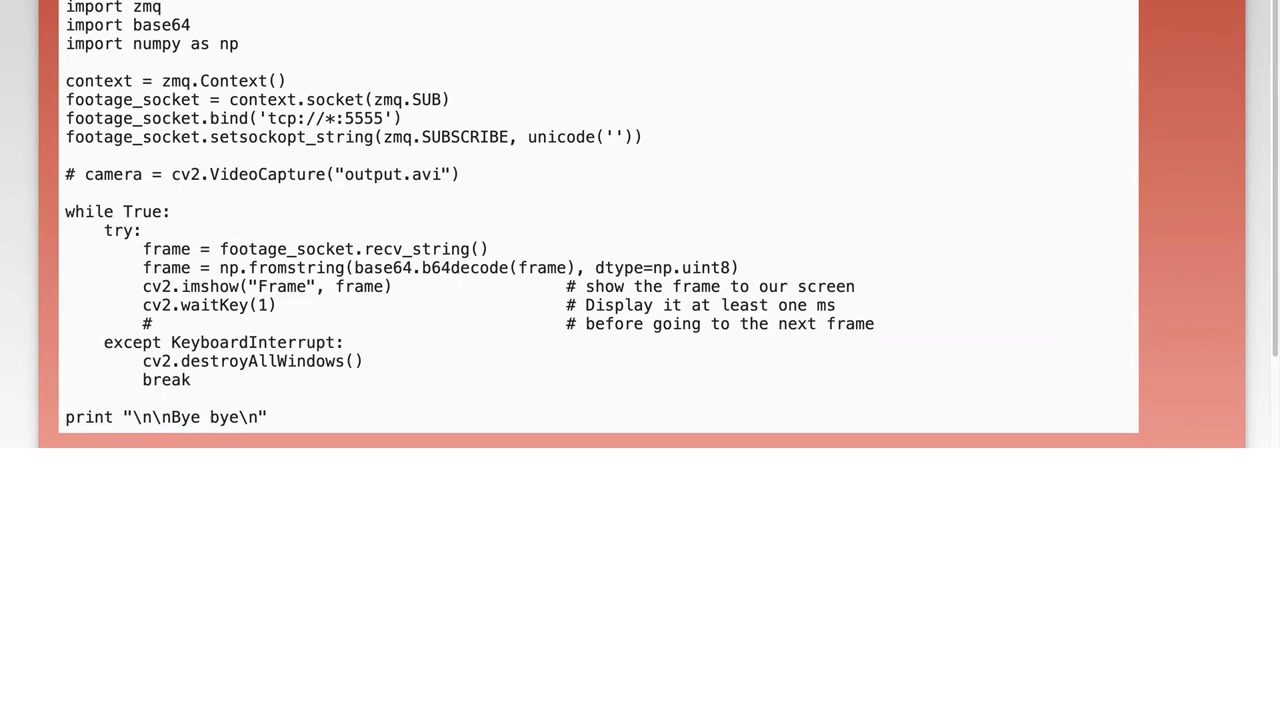 import zmq
import base64
import numpy as np

context = zmq.Context()
footage_socket = context.socket(zmq.SUB)
footage_socket.bind('tcp://*:5555')
footage_socket.setsockopt_string(zmq.SUBSCRIBE, unicode(''))

# camera = cv2.VideoCapture("output.avi")

while True:
    try:
        frame = footage_socket.recv_string()
        frame = np.fromstring(base64.b64decode(frame), dtype=np.uint8)
        cv2.imshow("Frame", frame)                  # show the frame to our screen
        cv2.waitKey(1)                              # Display it at least one ms
        #                                           # before going to the next frame
    except KeyboardInterrupt:
        cv2.destroyAllWindows()
        break

print "\n\nBye bye\n"